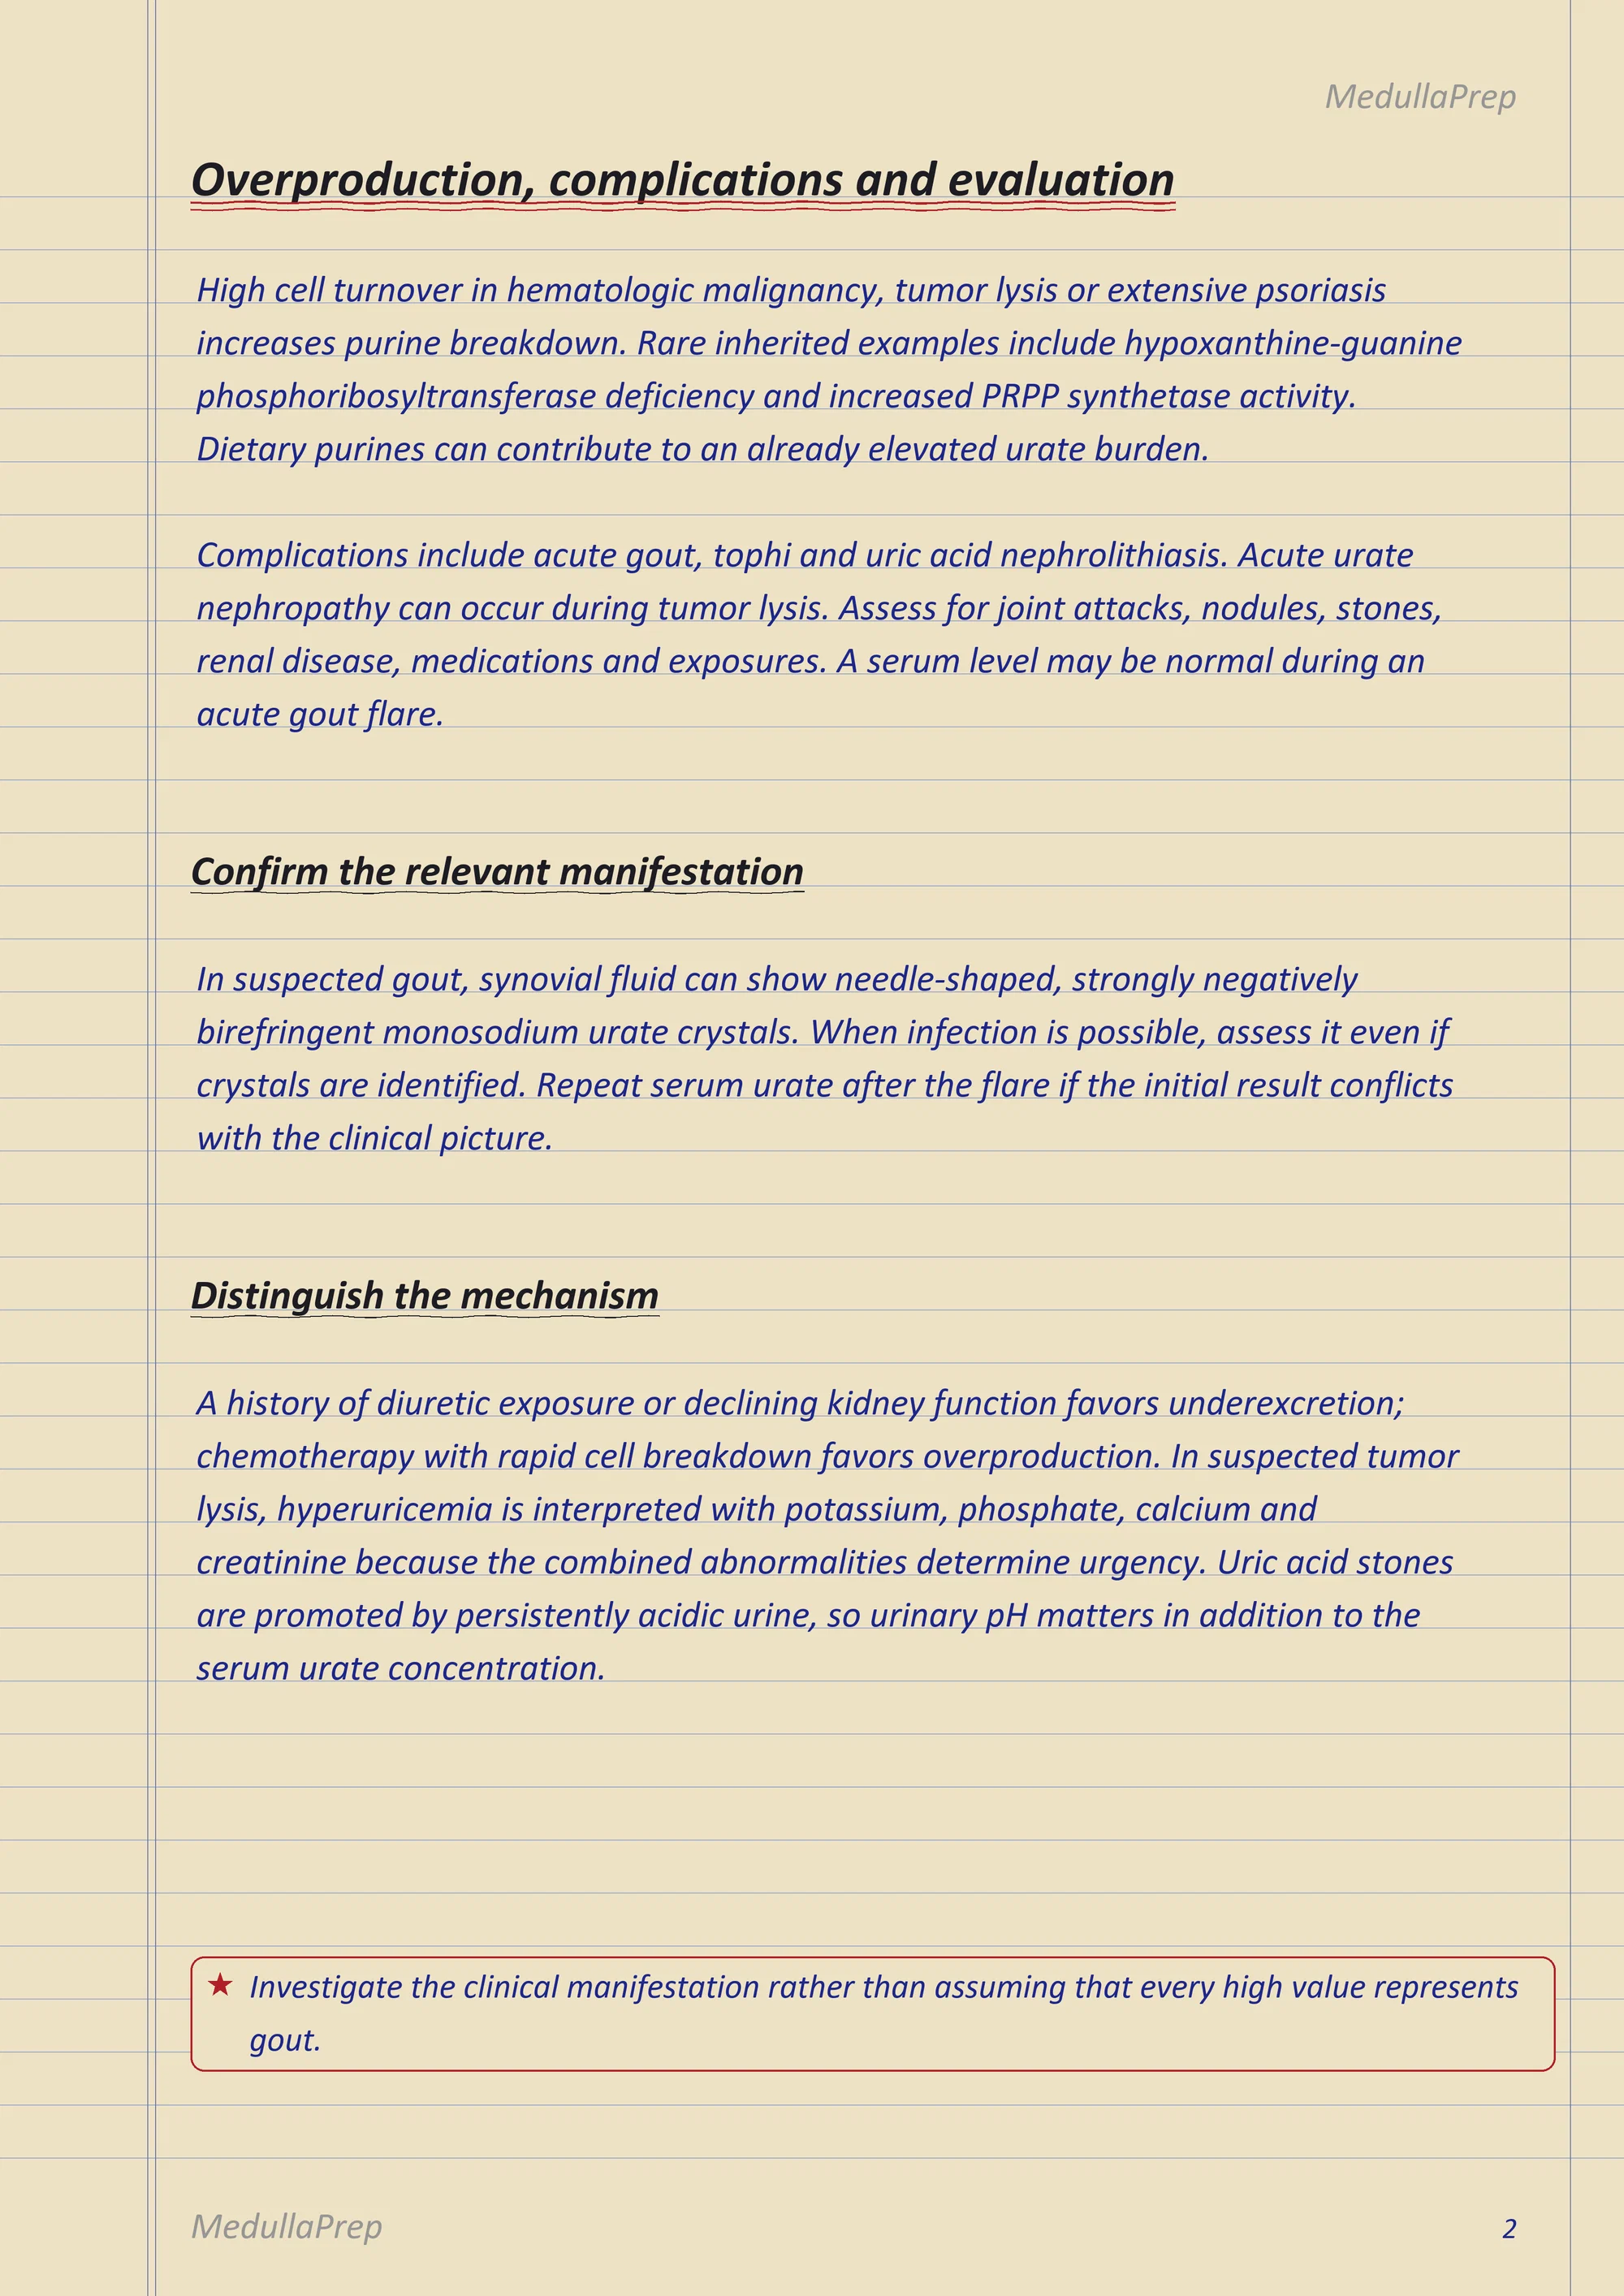 MedullaPrep
Overproduction, complications and evaluation
High cell turnover in hematologic malignancy, tumor lysis or extensive psoriasis
increases purine breakdown. Rare inherited examples include hypoxanthine-guanine
phosphoribosyltransferase deficiency and increased PRPP synthetase activity.
Dietary purines can contribute to an already elevated urate burden.
Complications include acute gout, tophi and uric acid nephrolithiasis. Acute urate
nephropathy can occur during tumor lysis. Assess for joint attacks, nodules, stones,
renal disease, medications and exposures. A serum level may be normal during an
acute gout flare.
Confirm the relevant manifestation
In suspected gout, synovial fluid can show needle-shaped, strongly negatively
birefringent monosodium urate crystals. When infection is possible, assess it even if
crystals are identified. Repeat serum urate after the flare if the initial result conflicts
with the clinical picture.
Distinguish the mechanism
A history of diuretic exposure or declining kidney function favors underexcretion;
chemotherapy with rapid cell breakdown favors overproduction. In suspected tumor
lysis, hyperuricemia is interpreted with potassium, phosphate, calcium and
creatinine because the combined abnormalities determine urgency. Uric acid stones
are promoted by persistently acidic urine, so urinary pH matters in addition to the
serum urate concentration.
★ Investigate the clinical manifestation rather than assuming that every high value represents
gout.
MedullaPrep
2